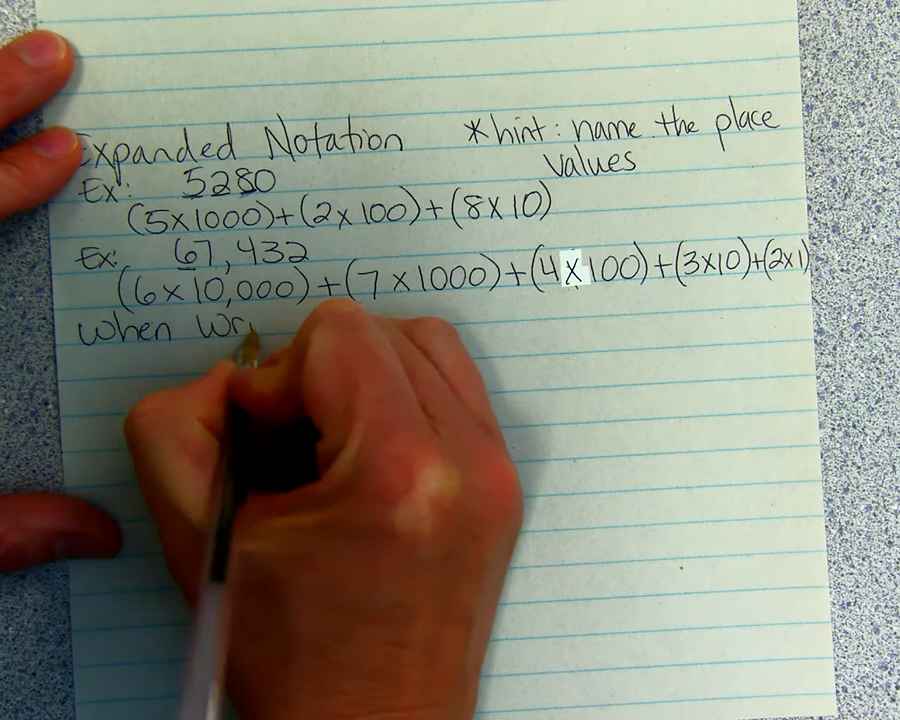 Expanded Notation *hint: name the place values
Ex: 5280
(5x1000)+(2x100)+(8x10)
Ex: 67,432
(6x10,000)+(7x1000)+(4x100)+(3x10)+(2x1)
When